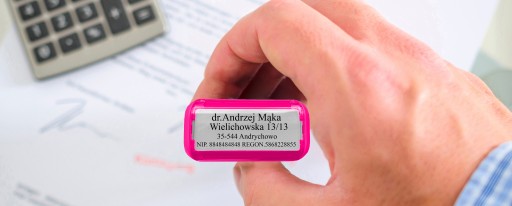 dr.Andrzej Mąka
Wielichowska 13/13
35-544 Andrychowo
NIP. 8848484848 REGON.5868228855